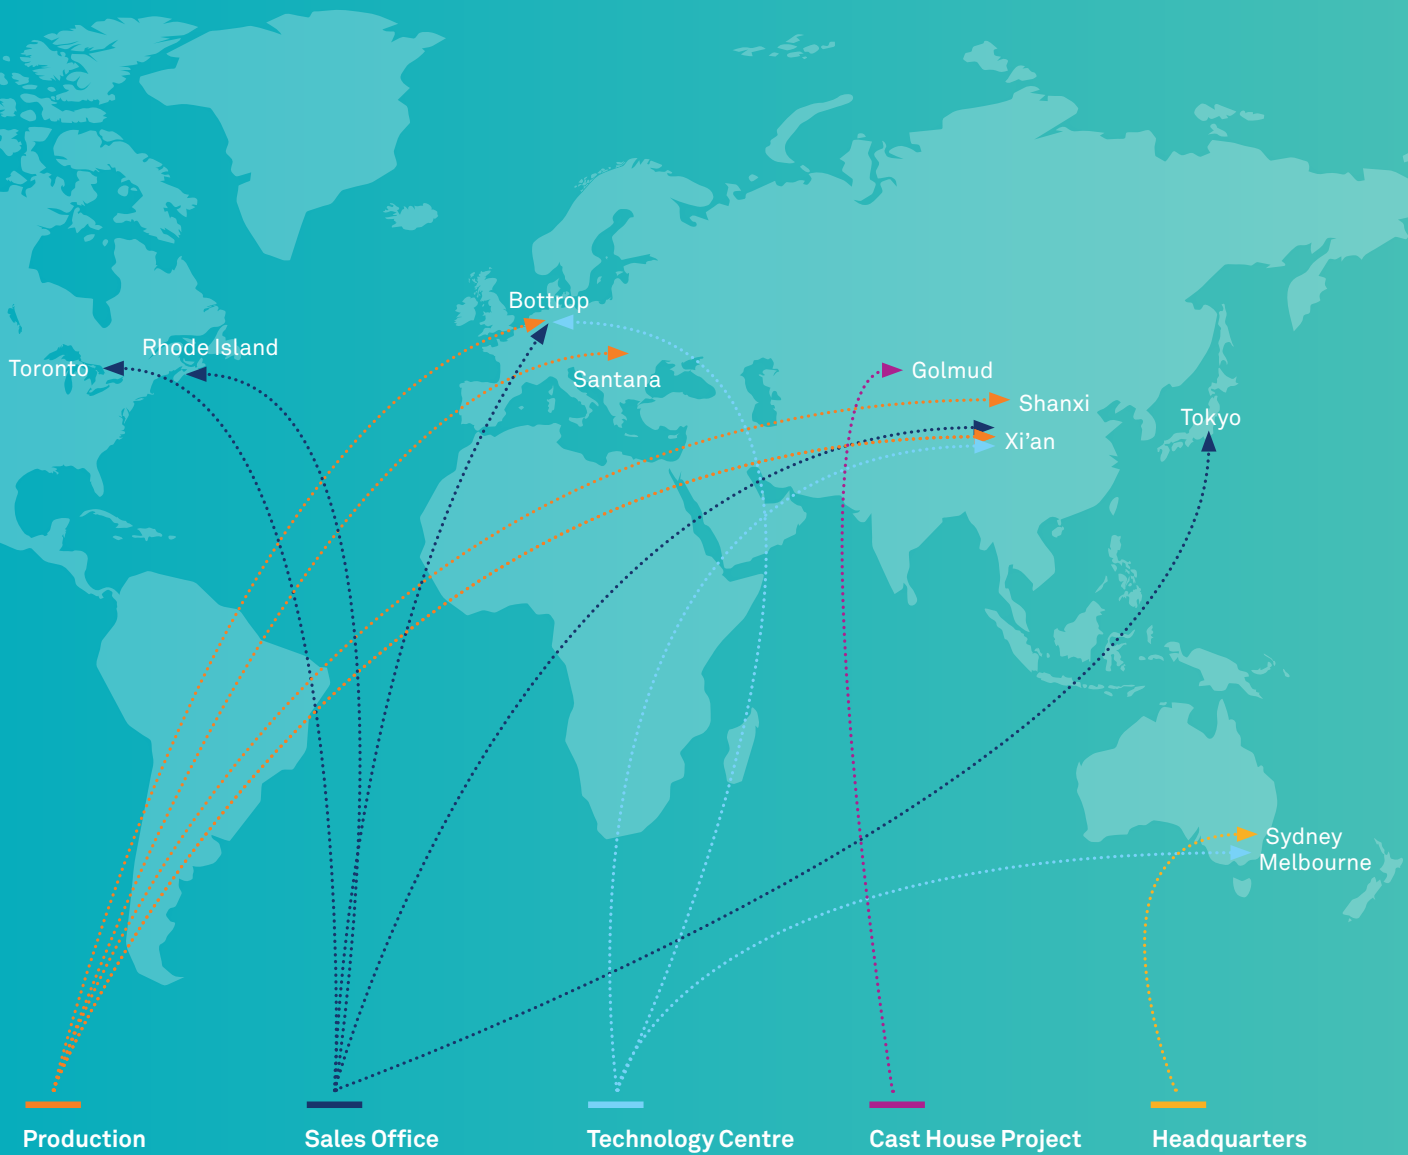 Bottrop
Rhode Island
Toronto
Santana
Golmud
Shanxi
Tokyo
Xi’an
Sydney
Melbourne
Production
Sales Office
Technology Centre
Cast House Project
Headquarters